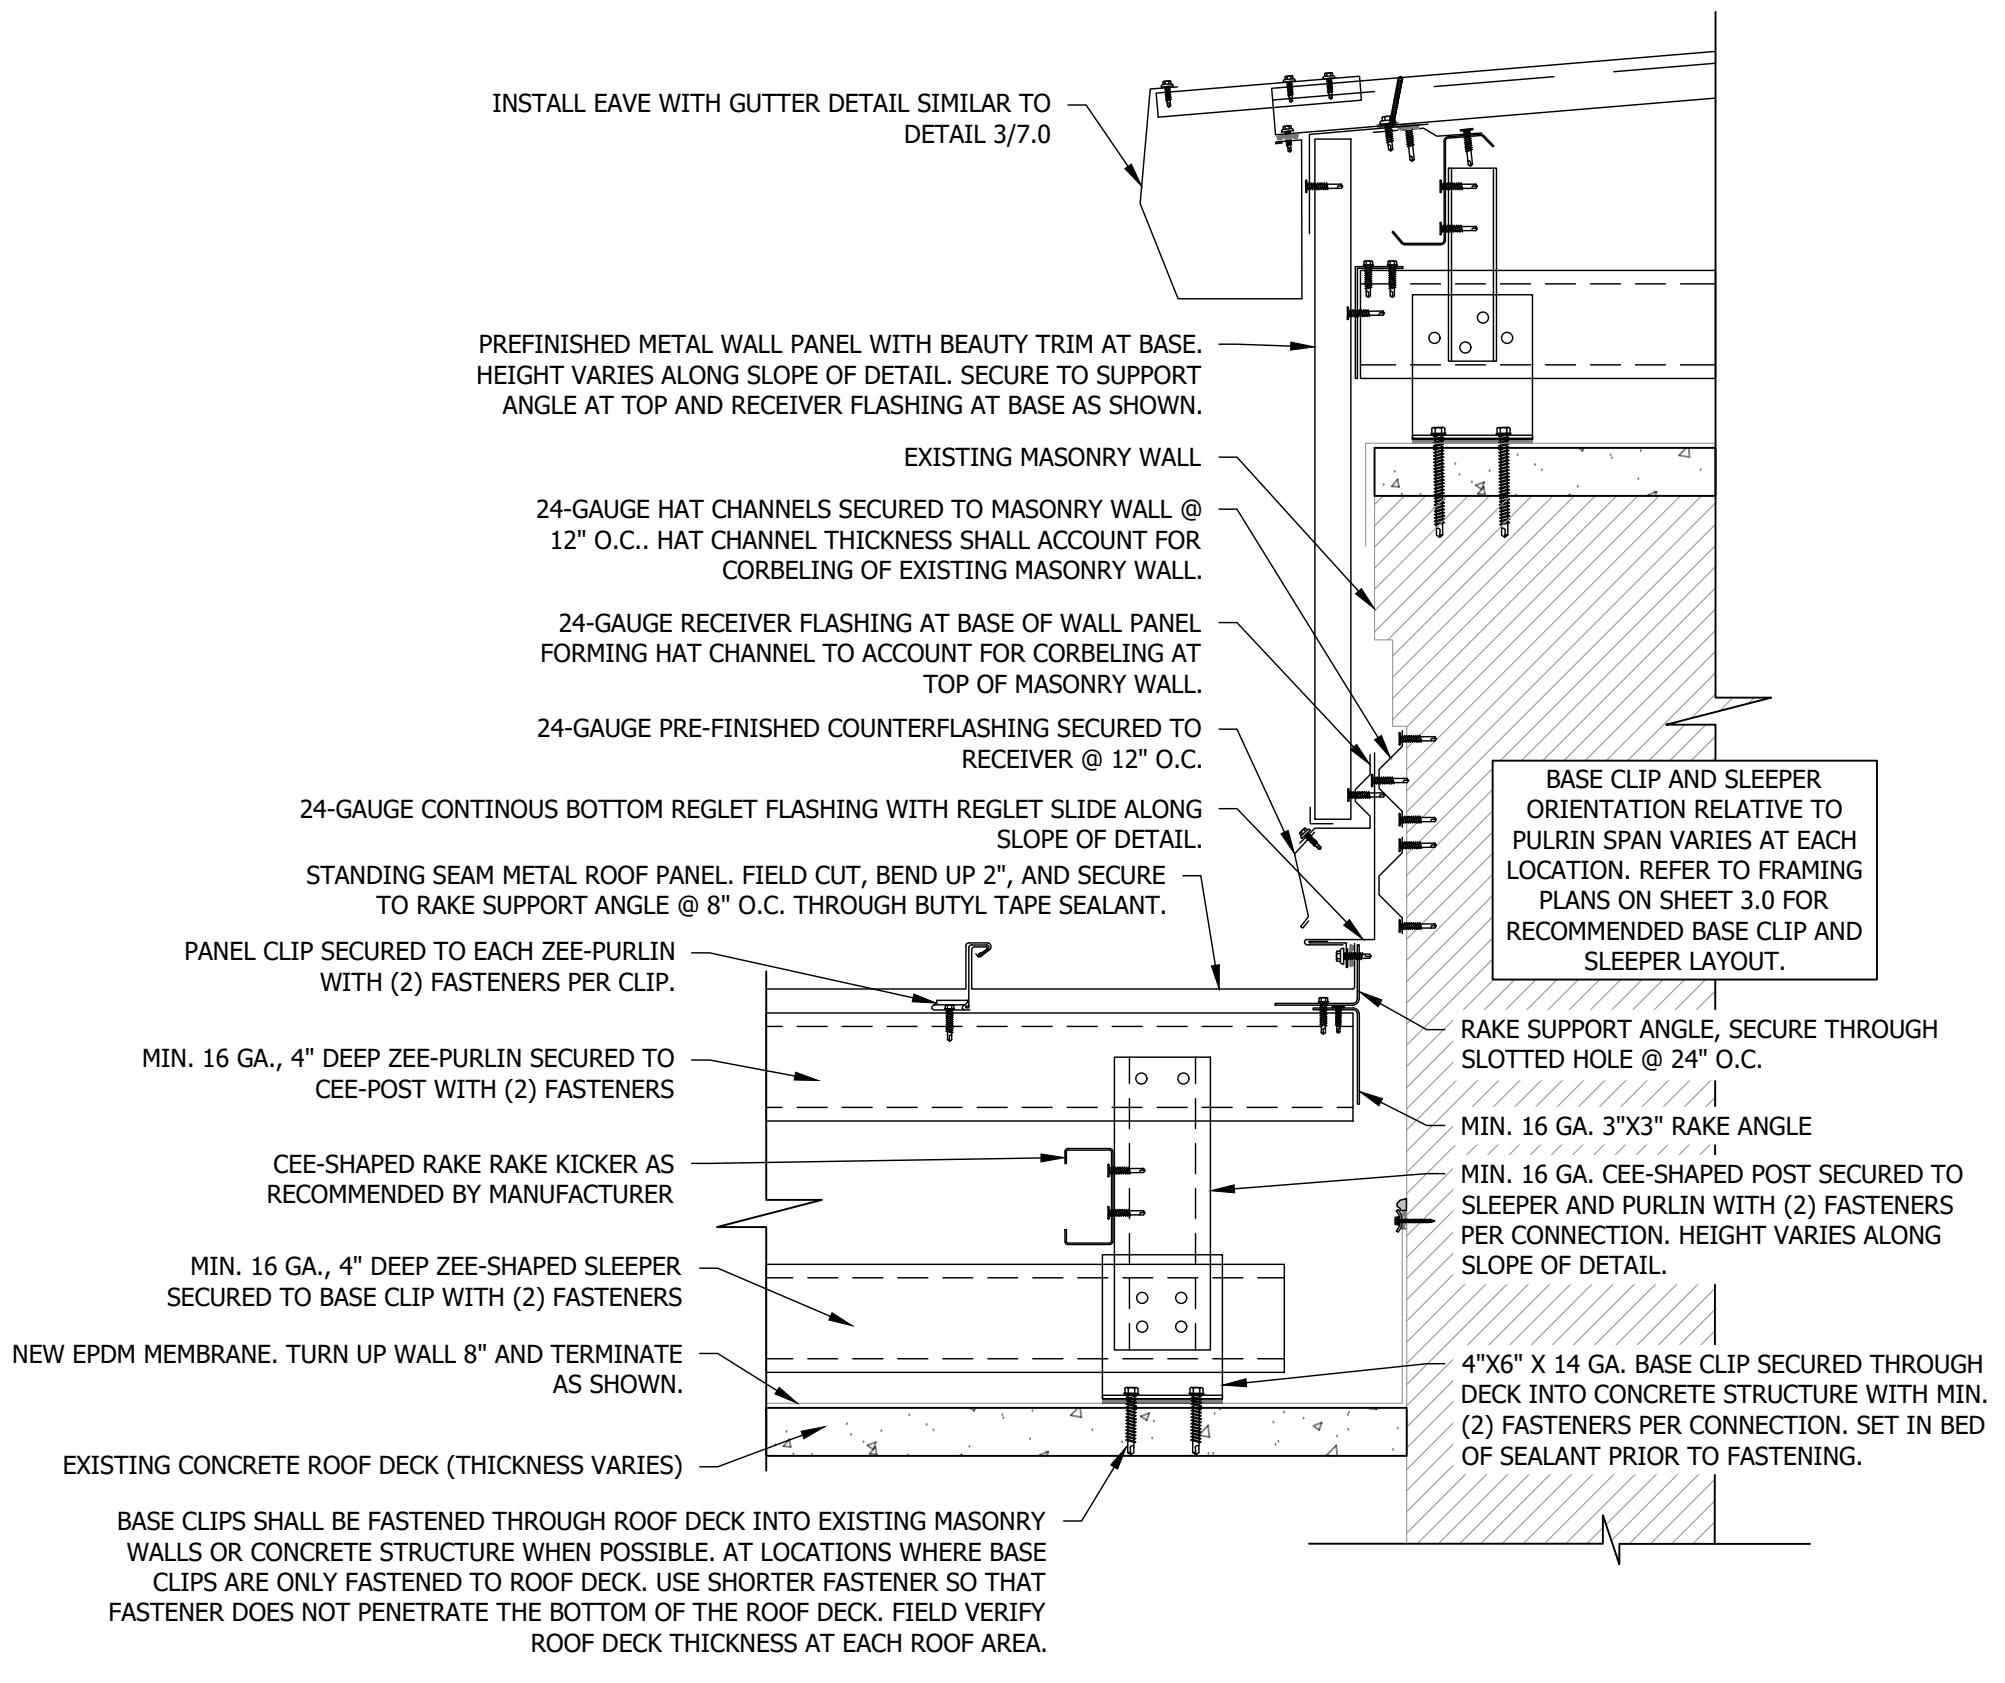 INSTALL EAVE WITH GUTTER DETAIL SIMILAR TO
DETAIL 3/7.0
PREFINISHED METAL WALL PANEL WITH BEAUTY TRIM AT BASE.
HEIGHT VARIES ALONG SLOPE OF DETAIL. SECURE TO SUPPORT
ANGLE AT TOP AND RECEIVER FLASHING AT BASE AS SHOWN.
EXISTING MASONRY WALL
24-GAUGE HAT CHANNELS SECURED TO MASONRY WALL @
12" O.C.. HAT CHANNEL THICKNESS SHALL ACCOUNT FOR
CORBELING OF EXISTING MASONRY WALL.
24-GAUGE RECEIVER FLASHING AT BASE OF WALL PANEL
FORMING HAT CHANNEL TO ACCOUNT FOR CORBELING AT
TOP OF MASONRY WALL.
24-GAUGE PRE-FINISHED COUNTERFLASHING SECURED TO
RECEIVER @ 12" O.C.
24-GAUGE CONTINOUS BOTTOM REGLET FLASHING WITH REGLET SLIDE ALONG
SLOPE OF DETAIL.
STANDING SEAM METAL ROOF PANEL. FIELD CUT, BEND UP 2", AND SECURE
TO RAKE SUPPORT ANGLE @ 8" O.C. THROUGH BUTYL TAPE SEALANT.
PANEL CLIP SECURED TO EACH ZEE-PURLIN
WITH (2) FASTENERS PER CLIP.
MIN. 16 GA., 4" DEEP ZEE-PURLIN SECURED TO
CEE-POST WITH (2) FASTENERS
CEE-SHAPED RAKE RAKE KICKER AS
RECOMMENDED BY MANUFACTURER
MIN. 16 GA., 4" DEEP ZEE-SHAPED SLEEPER
SECURED TO BASE CLIP WITH (2) FASTENERS
NEW EPDM MEMBRANE. TURN UP WALL 8" AND TERMINATE
AS SHOWN.
EXISTING CONCRETE ROOF DECK (THICKNESS VARIES)
BASE CLIPS SHALL BE FASTENED THROUGH ROOF DECK INTO EXISTING MASONRY
WALLS OR CONCRETE STRUCTURE WHEN POSSIBLE. AT LOCATIONS WHERE BASE
CLIPS ARE ONLY FASTENED TO ROOF DECK. USE SHORTER FASTENER SO THAT
FASTENER DOES NOT PENETRATE THE BOTTOM OF THE ROOF DECK. FIELD VERIFY
ROOF DECK THICKNESS AT EACH ROOF AREA.
BASE CLIP AND SLEEPER
ORIENTATION RELATIVE TO
PULRIN SPAN VARIES AT EACH
LOCATION. REFER TO FRAMING
PLANS ON SHEET 3.0 FOR
RECOMMENDED BASE CLIP AND
SLEEPER LAYOUT.
RAKE SUPPORT ANGLE, SECURE THROUGH
SLOTTED HOLE @ 24" O.C.
MIN. 16 GA. 3"X3" RAKE ANGLE
MIN. 16 GA. CEE-SHAPED POST SECURED TO
SLEEPER AND PURLIN WITH (2) FASTENERS
PER CONNECTION. HEIGHT VARIES ALONG
SLOPE OF DETAIL.
4"X6" X 14 GA. BASE CLIP SECURED THROUGH
DECK INTO CONCRETE STRUCTURE WITH MIN.
(2) FASTENERS PER CONNECTION. SET IN BED
OF SEALANT PRIOR TO FASTENING.